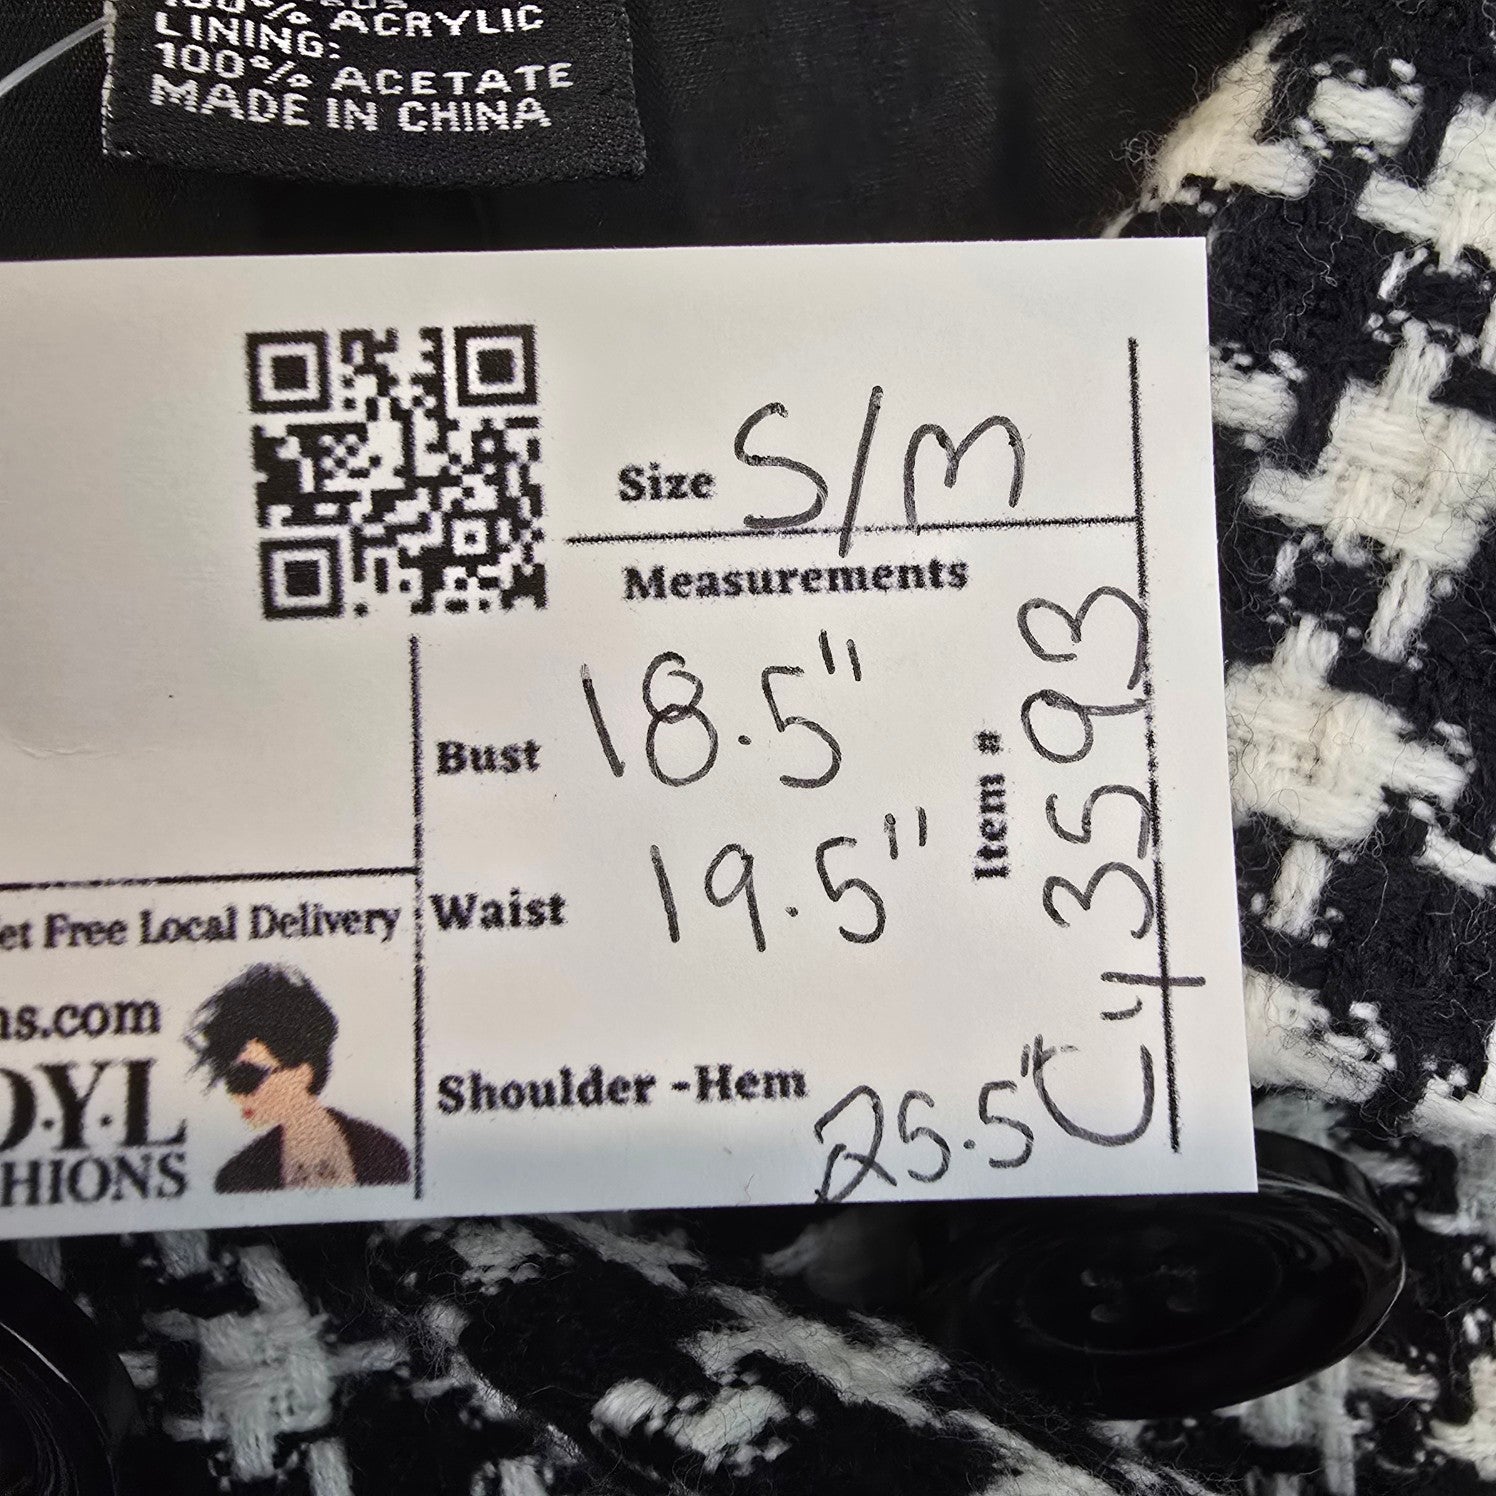 100% ACRYLIC
LINING:
100% ACETATE
MADE IN CHINA
Size S/M
Measurements
Bust 18.5"
Waist 19.5"
Shoulder -Hem 25.5"
Item # C43593
et Free Local Delivery
ns.com
D.Y.L
HIONS